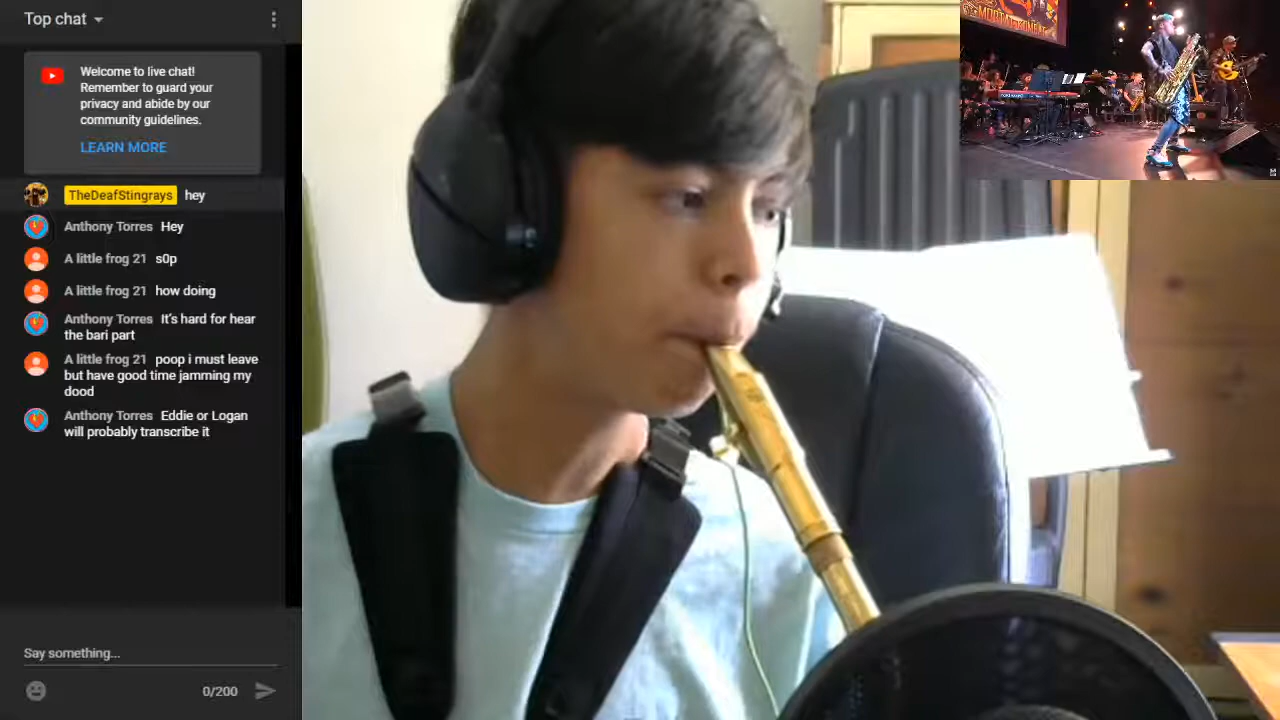 Top chat
Welcome to live chat!
Remember to guard your
privacy and abide by our
community guidelines.
LEARN MORE
TheDeafStingrays hey
Anthony Torres Hey
A little frog 21 s0p
A little frog 21 how doing
Anthony Torres It's hard for hear
the bari part
A little frog 21 poop i must leave
but have good time jamming my
dood
Anthony Torres Eddie or Logan
will probably transcribe it
Say something...
0/200
MORTAL KOMBAT